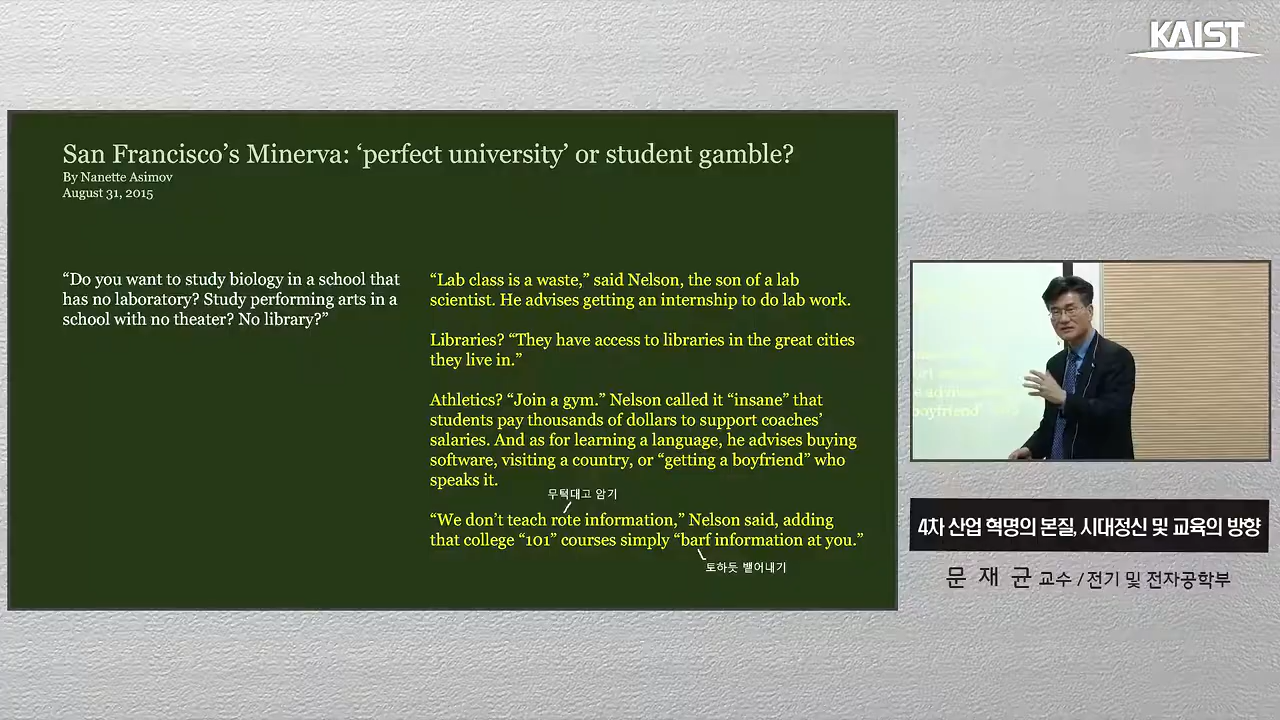 KAIST
San Francisco’s Minerva: ‘perfect university’ or student gamble?
By Nanette Asimov
August 31, 2015
“Do you want to study biology in a school that
has no laboratory? Study performing arts in a
school with no theater? No library?”
“Lab class is a waste,” said Nelson, the son of a lab
scientist. He advises getting an internship to do lab work.
Libraries? “They have access to libraries in the great cities
they live in.”
Athletics? “Join a gym.” Nelson called it “insane” that
students pay thousands of dollars to support coaches’
salaries. And as for learning a language, he advises buying
software, visiting a country, or “getting a boyfriend” who
speaks it.
무턱대고 암기
“We don’t teach rote information,” Nelson said, adding
that college “101” courses simply “barf information at you.”
토하듯 뱉어내기
boyfriend
4차 산업 혁명의 본질, 시대정신 및 교육의 방향
문 재 균 교수 / 전기 및 전자공학부